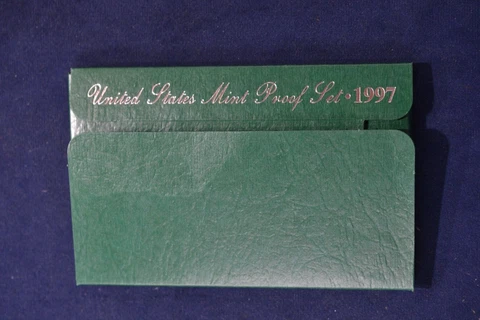 United States Mint Proof Set • 1997